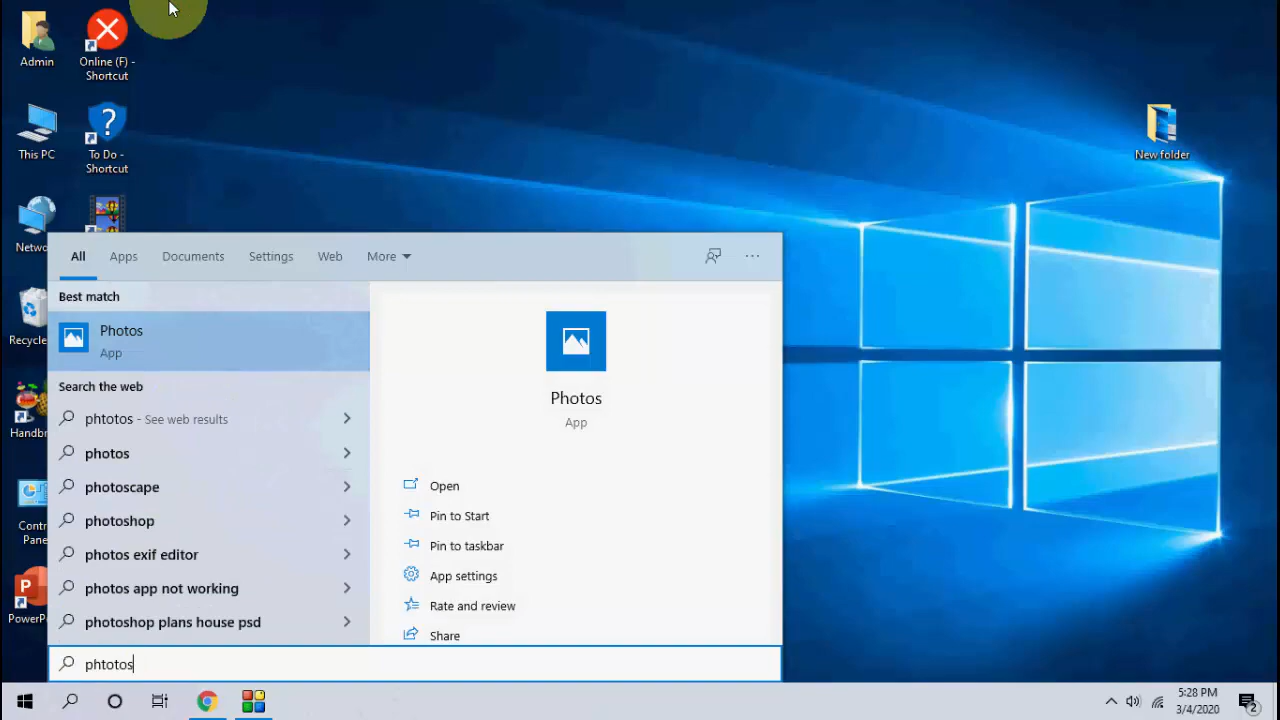 Admin
Online (F) -
Shortcut
This PC
To Do -
Shortcut
New folder
Netwo
Recycle
Handbr
Contr
Pane
PowerPo
All Apps Documents Settings Web More
Best match
Photos
App
Search the web
phtotos - See web results
photos
photoscape
photoshop
photos exif editor
photos app not working
photoshop plans house psd
Photos
App
Open
Pin to Start
Pin to taskbar
App settings
Rate and review
Share
phtotos
5:28 PM
3/4/2020
2